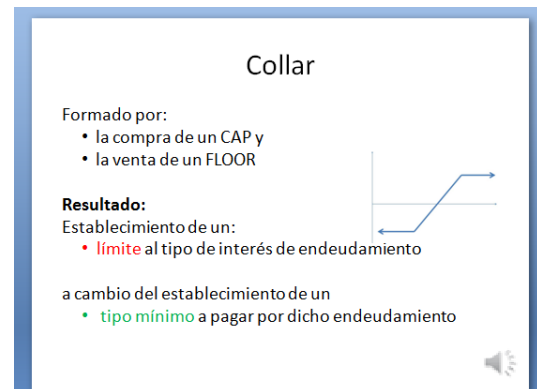 Collar
Formado por:
• la compra de un CAP y
• la venta de un FLOOR
Resultado:
Establecimiento de un:
• límite al tipo de interés de endeudamiento
a cambio del establecimiento de un
• tipo mínimo a pagar por dicho endeudamiento